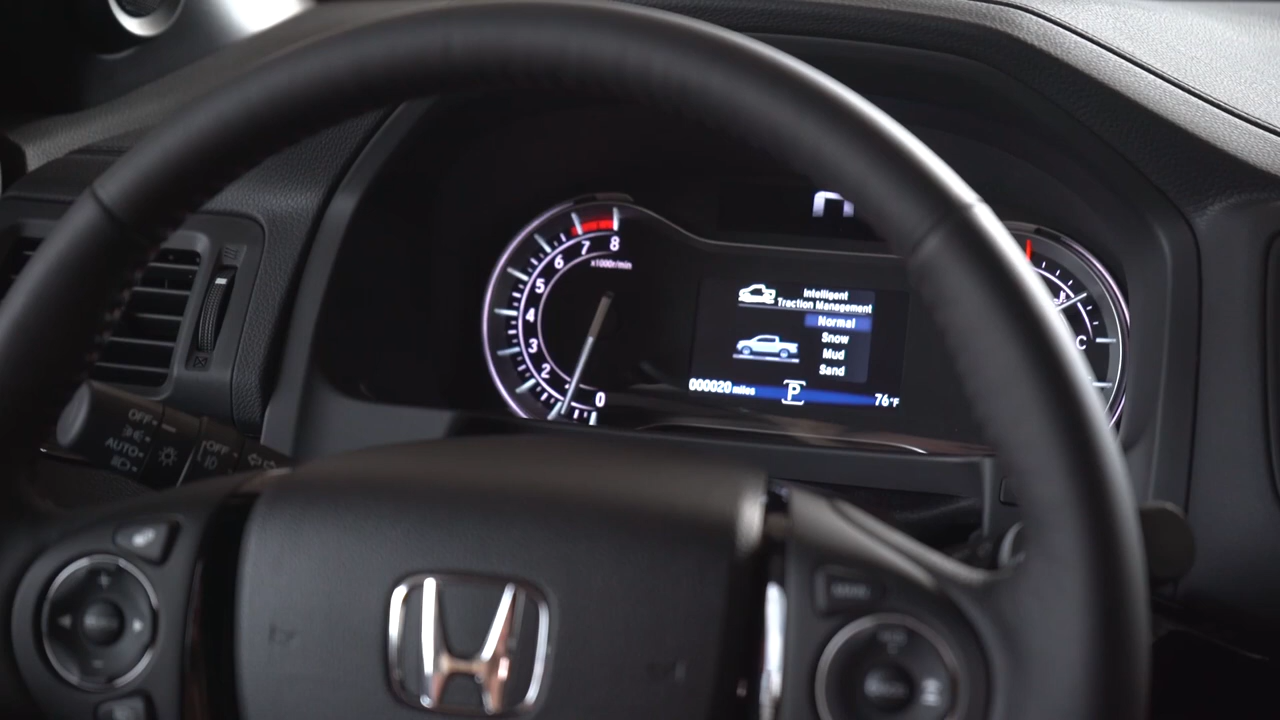 8
7
6
x1000r/min
5
4
3
2
0
Intelligent
Traction Management
Normal
Snow
Mud
Sand
000020 miles
P
76°F
C
OFF
AUTO
OFF